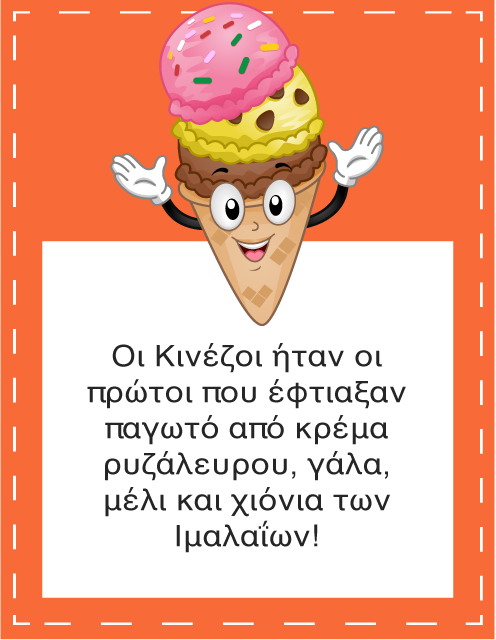 Οι Κινέζοι ήταν οι
πρώτοι που έφτιαξαν
παγωτό από κρέμα
ρυζάλευρου, γάλα,
μέλι και χιόνια των
Ιμαλαΐων!